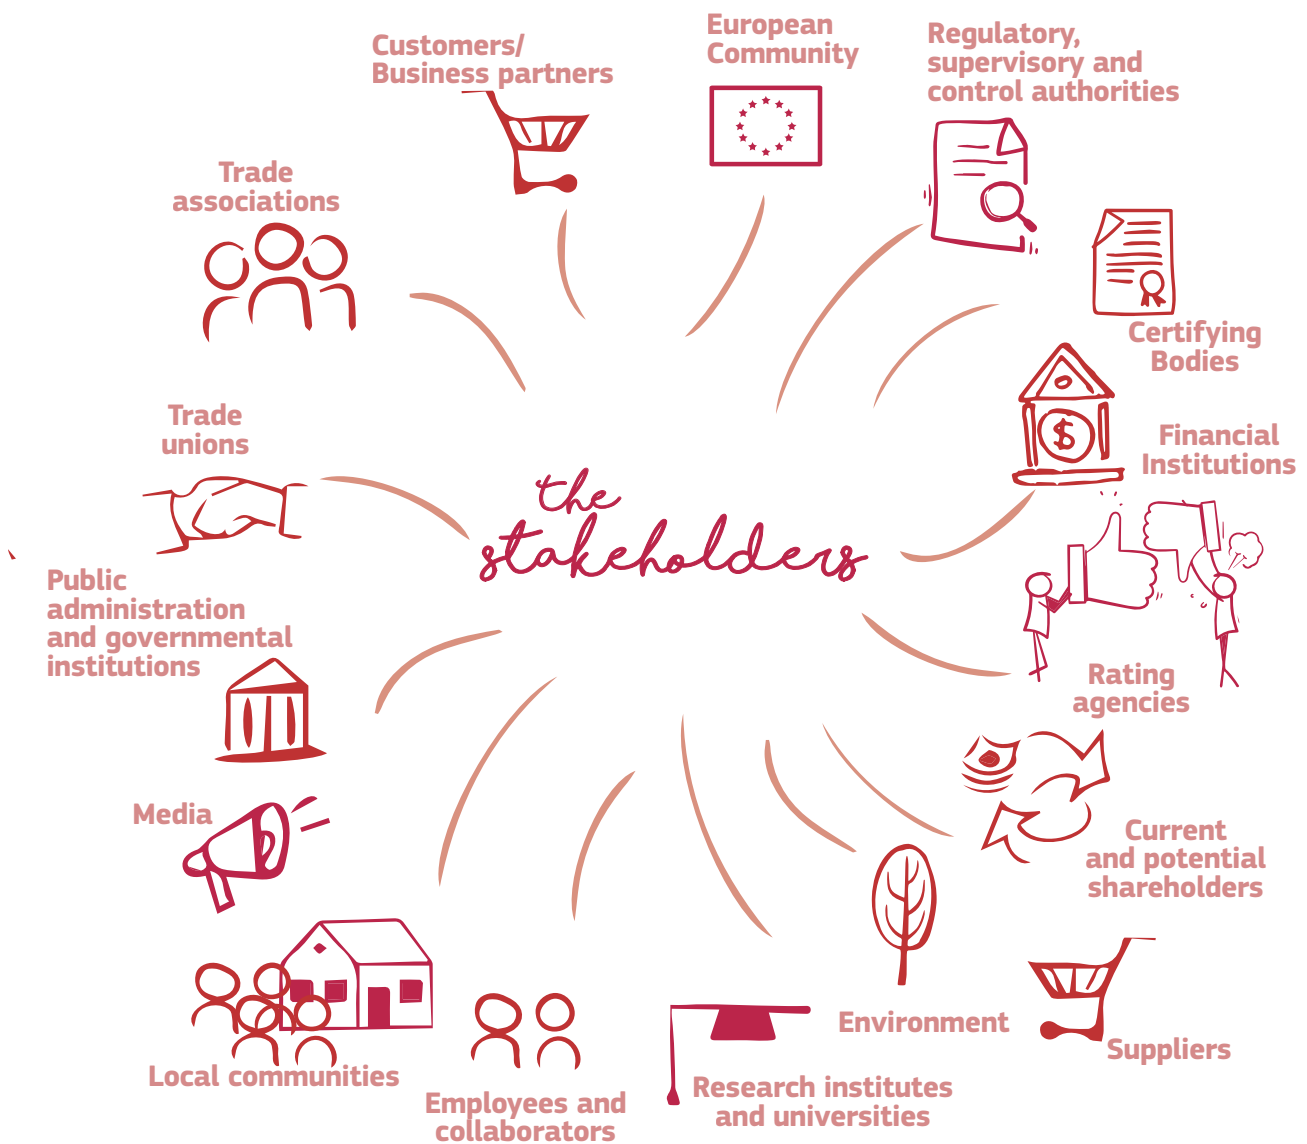 Customers/
Business partners
European
Community
Regulatory,
supervisory and
control authorities
Trade
associations
Certifying
Bodies
Trade
unions
Financial
Institutions
$
the
stakeholders
Public
administration
and governmental
institutions
Rating
agencies
Media
Current
and potential
shareholders
Environment
Suppliers
Local communities
Research institutes
and universities
Employees and
collaborators